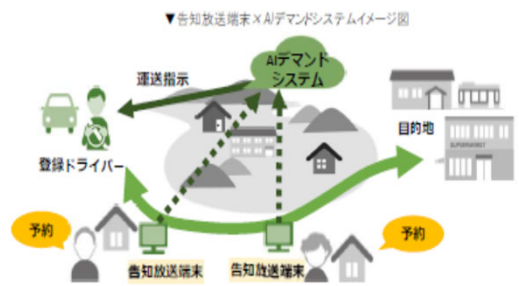 ▼告知放送端末×AIデマンドシステムイメージ図
AIデマンド
システム
運送指示
目的地
SUPERMARKET
登録ドライバー
予約
予約
告知放送端末
告知放送端末